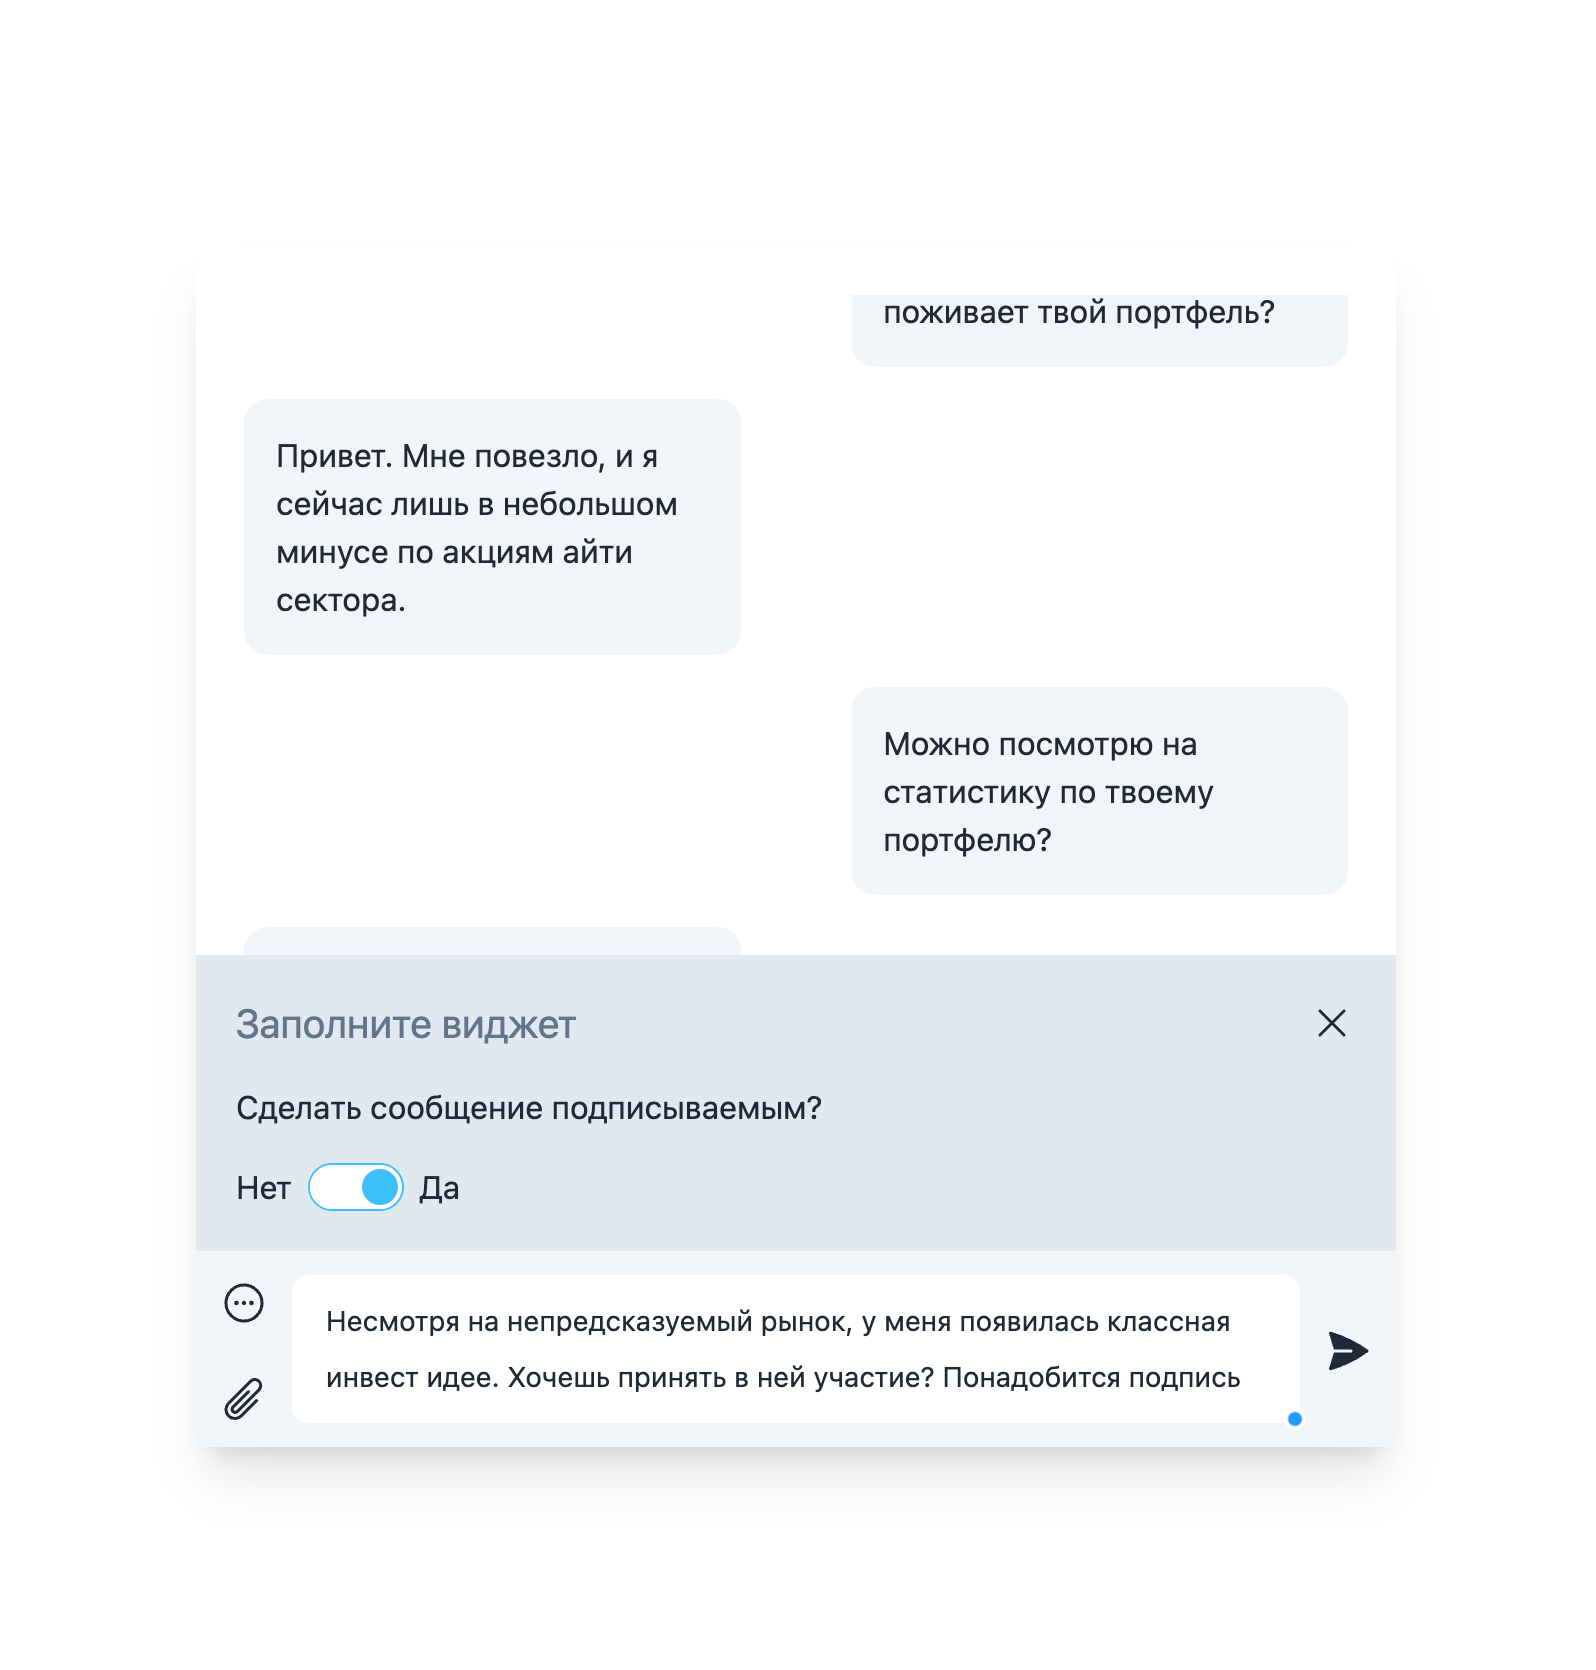 поживает твой портфель?
Привет. Мне повезло, и я
сейчас лишь в небольшом
минусе по акциям айти
сектора.
Можно посмотрю на
статистику по твоему
портфелю?
Заполните виджет
Сделать сообщение подписываемым?
Нет Да
Несмотря на непредсказуемый рынок, у меня появилась классная
инвест идее. Хочешь принять в ней участие? Понадобится подпись